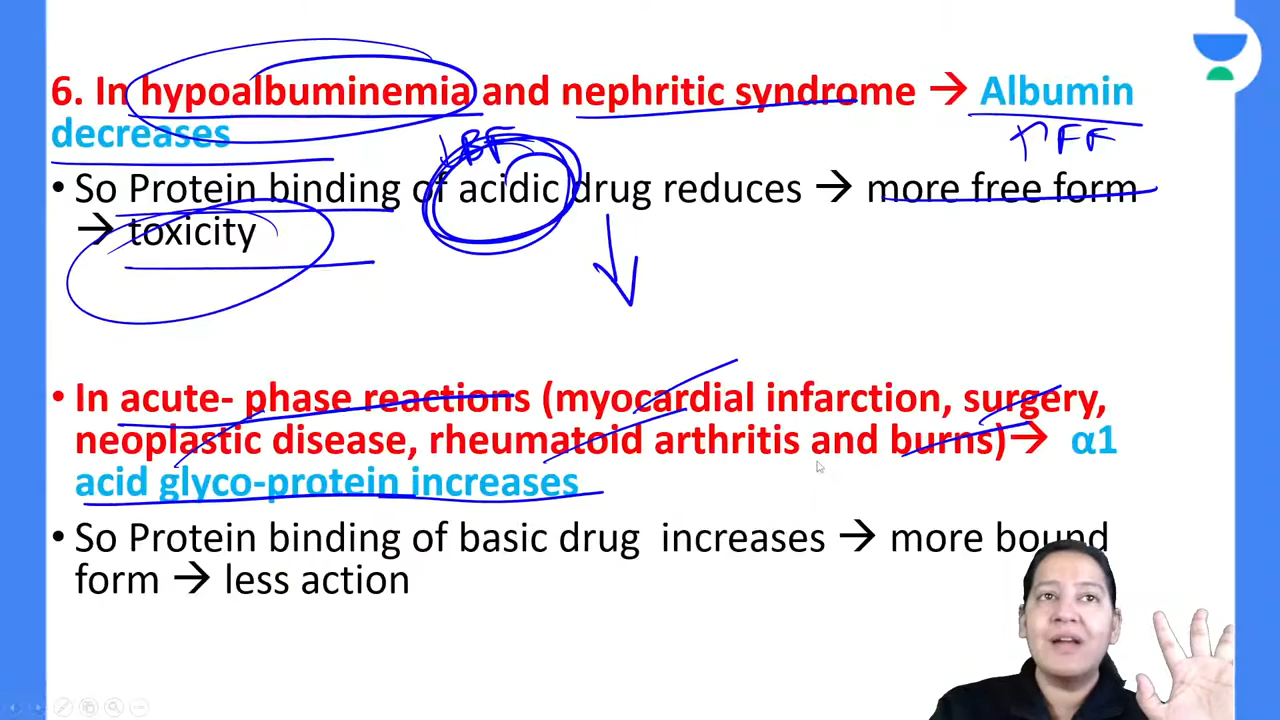 6. In hypoalbuminemia and nephritic syndrome → Albumin
decreases
↑FF
↓BF
• So Protein binding of acidic drug reduces → more free form
→ toxicity
• In acute- phase reactions (myocardial infarction, surgery,
neoplastic disease, rheumatoid arthritis and burns)→ α1
acid glyco-protein increases
• So Protein binding of basic drug increases → more bound
form → less action